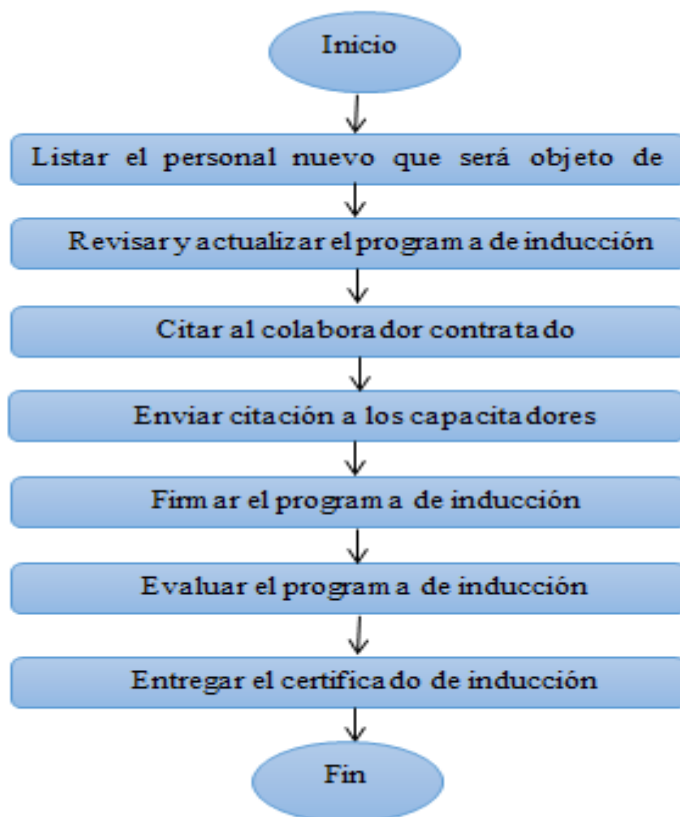 Inicio
Listar el personal nuevo que será objeto de
Revisar y actualizar el programa de inducción
Citar al colaborador contratado
Enviar citación a los capacitadores
Firmar el programa de inducción
Evaluar el programa de inducción
Entregar el certificado de inducción
Fin